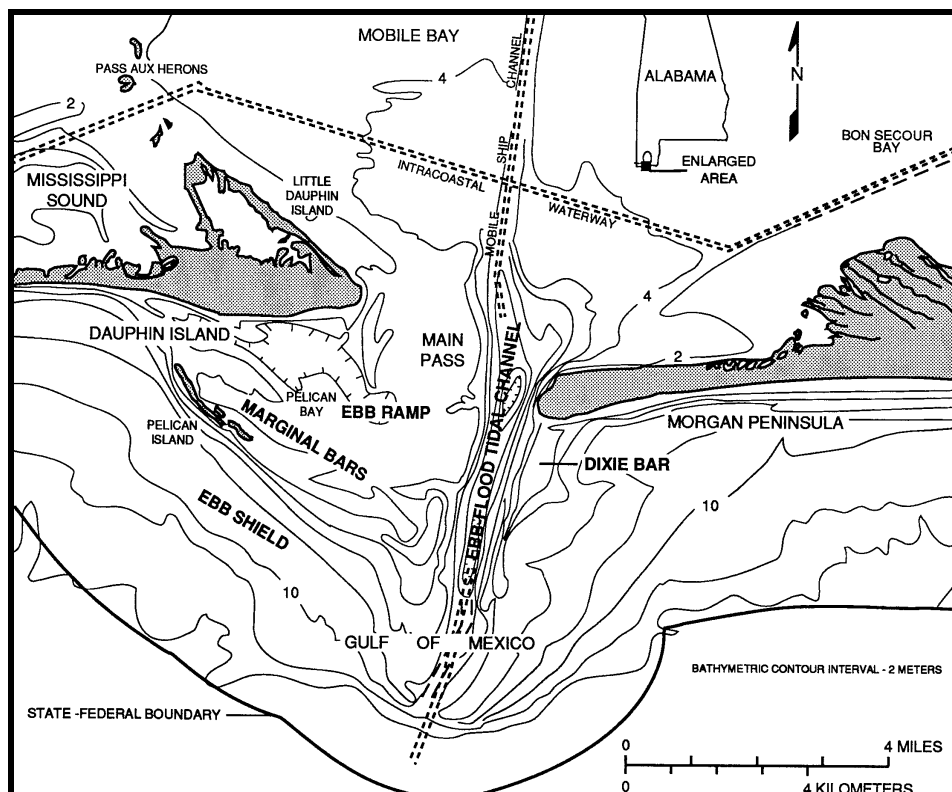 MOBILE BAY
CHANNEL
PASS AUX HERONS
4
ALABAMA
N
2
SHIP
BON SECOUR
BAY
ENLARGED
AREA
INTRACOASTAL
MISSISSIPPI
SOUND
LITTLE
DAUPHIN
ISLAND
WATERWAY
MOBILE
4
DAUPHIN ISLAND
MAIN
PASS
2
PELICAN
BAY
EBB RAMP
EBB-FLOOD TIDAL CHANNEL
MORGAN PENINSULA
PELICAN
ISLAND
MARGINAL BARS
DIXIE BAR
EBB SHIELD
10
10
GULF OF MEXICO
BATHYMETRIC CONTOUR INTERVAL - 2 METERS
STATE -FEDERAL BOUNDARY
0 4 MILES
0 4 KILOMETERS